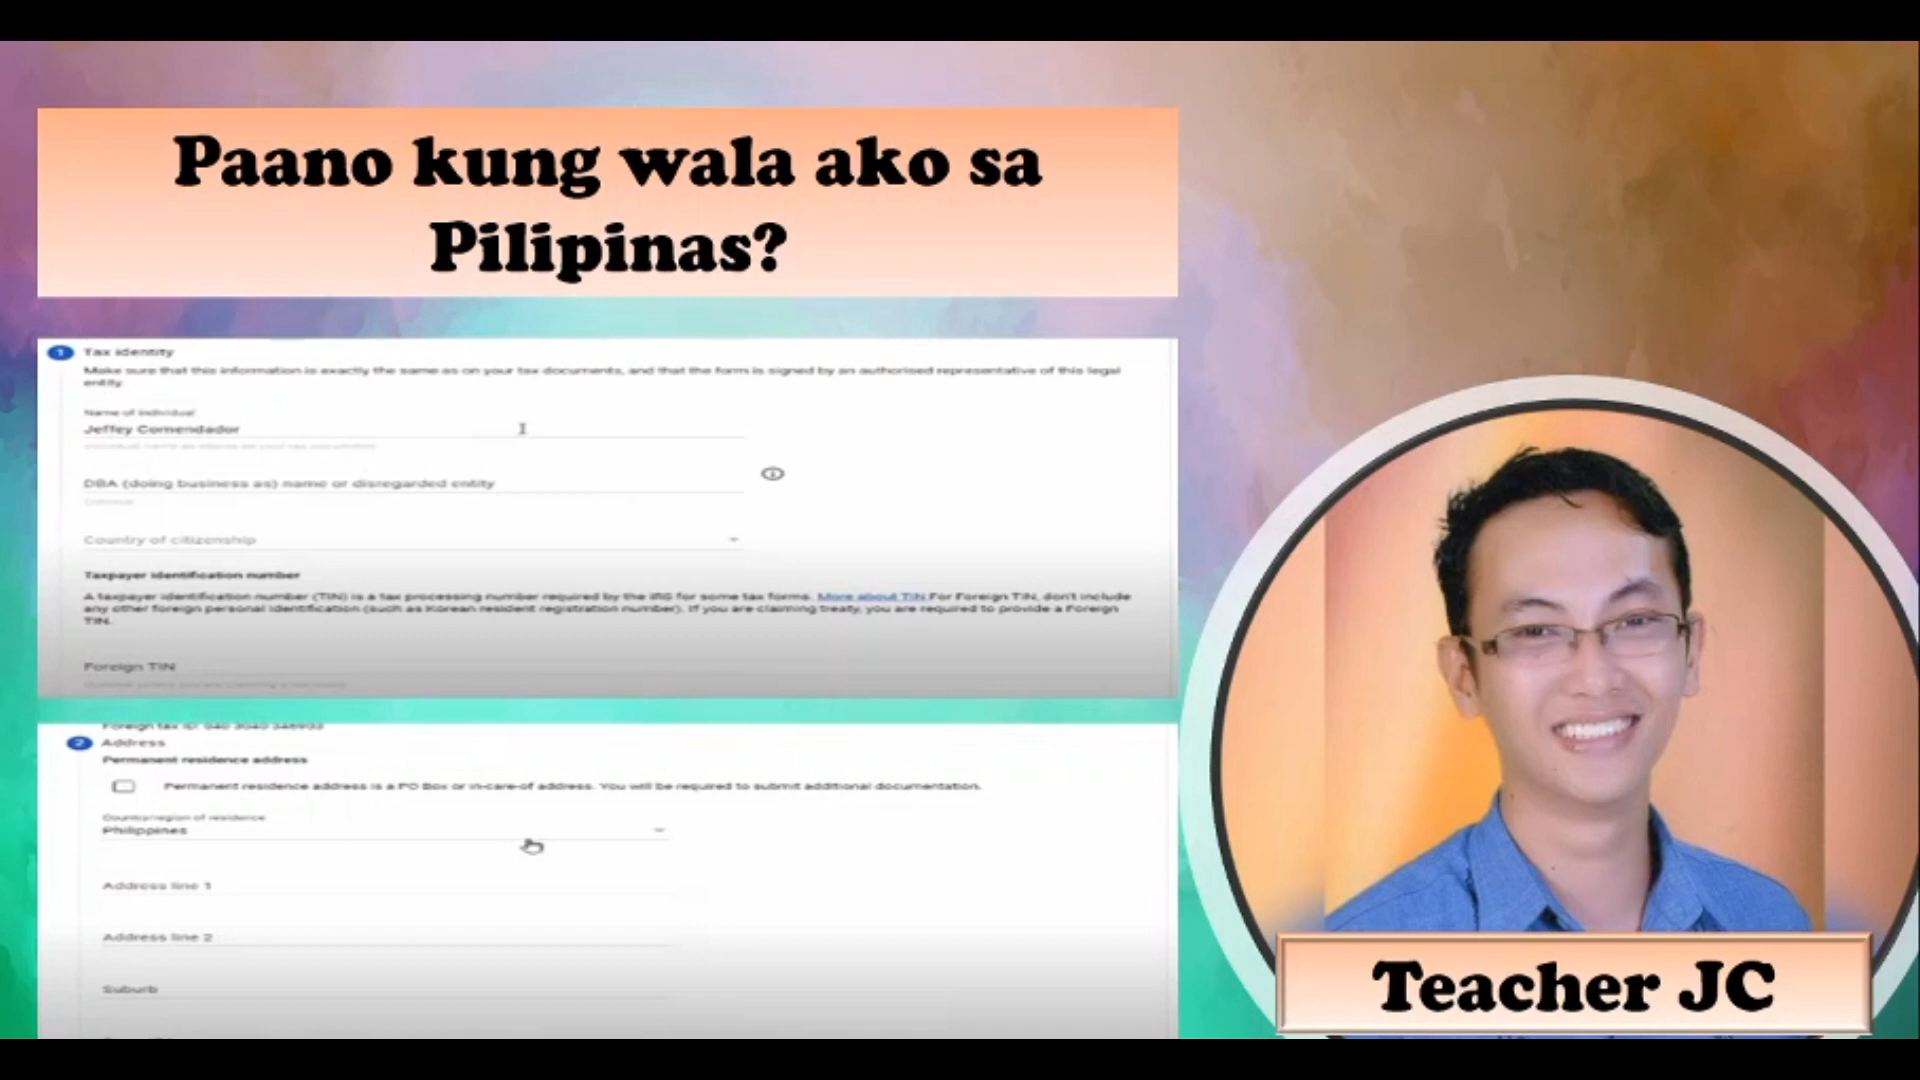 Paano kung wala ako sa
Pilipinas?
1 Tax identity
Make sure that this information is exactly the same as on your tax documents, and that the form is signed by an authorised representative of this legal
entity.
Name of individual
Jeffey Comendador
DBA (doing business as) name or disregarded entity
Country of citizenship
Taxpayer identification number
A taxpayer identification number (TIN) is a tax processing number required by the IRS for some tax forms. More about TIN For Foreign TIN, don't include
any other foreign personal identification (such as Korean resident registration number). If you are claiming treaty, you are required to provide a Foreign
TIN.
Foreign TIN
Foreign tax ID:
2 Address
Permanent residence address
Permanent residence address is a PO Box or in-care-of address. You will be required to submit additional documentation.
Country/region of residence
Philippines
Address line 1
Address line 2
Suburb
Teacher JC